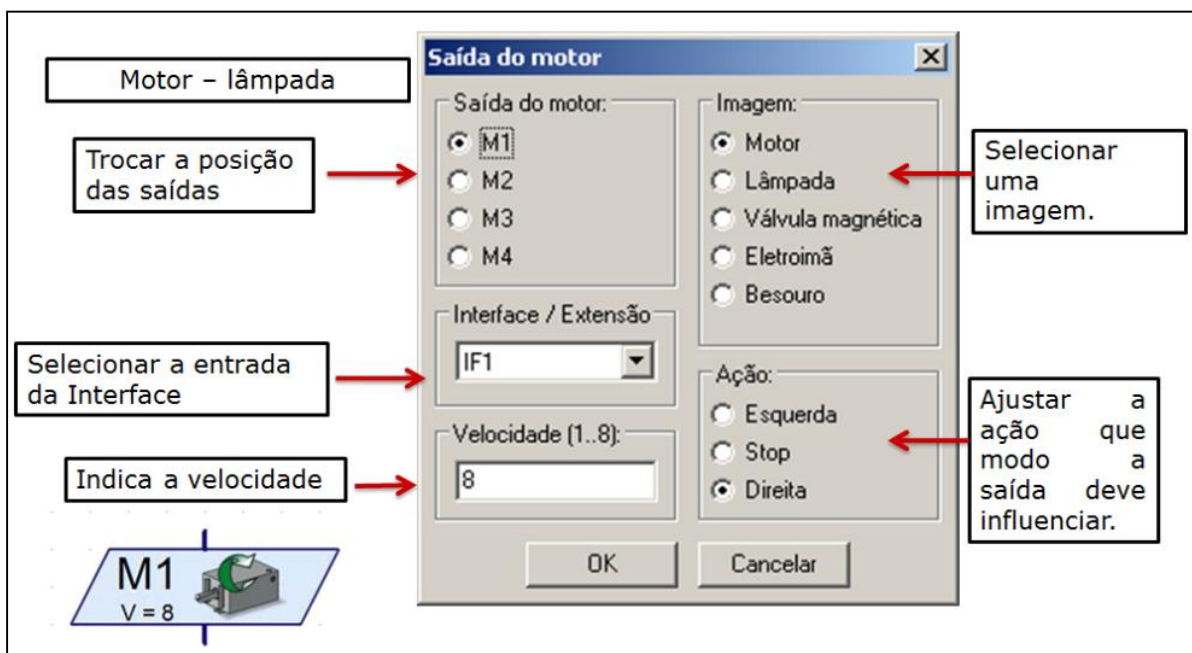 Motor – lâmpada
Trocar a posição
das saídas
Selecionar a entrada
da Interface
Indica a velocidade
M1
V = 8
Saída do motor
Saída do motor:
M1
M2
M3
M4
Interface / Extensão
IF1
Velocidade (1..8):
8
Imagem:
Motor
Lâmpada
Válvula magnética
Eletroimã
Besouro
Ação:
Esquerda
Stop
Direita
OK
Cancelar
Selecionar
uma
imagem.
Ajustar a
ação que
modo a
saída deve
influenciar.